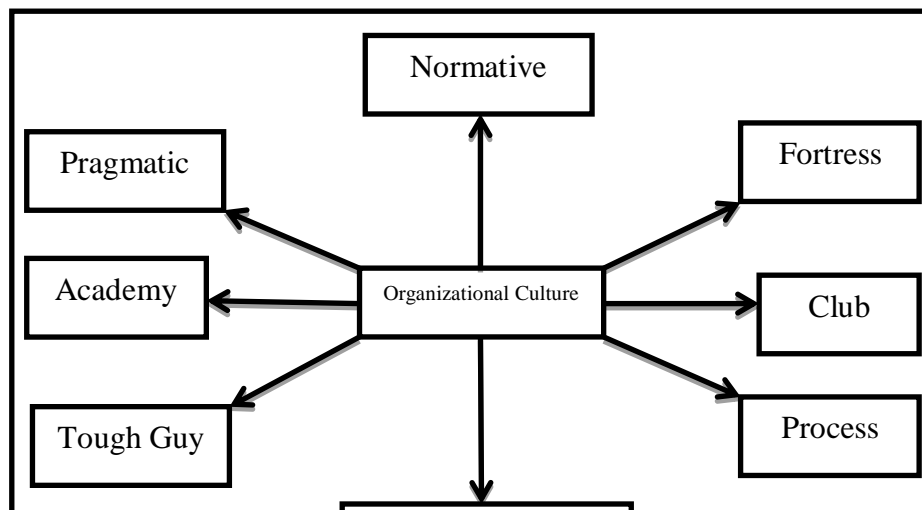 Normative
Pragmatic
Fortress
Organizational Culture
Academy
Club
Tough Guy
Process